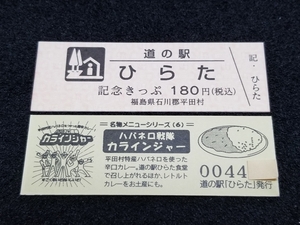 道の駅
ひらた
記念きっぷ 180円(税込)
福島県石川郡平田村
記・ひらた
名物メニューシリーズ(6)
ハバネロ戦隊
カラインジャー
平田村特産ハバネロを使った
辛口カレー。道の駅ひらた食堂
で召し上がれるほか、レトルト
カレーをお土産にも。
カラインジャー
0044
道の駅「ひらた」発行